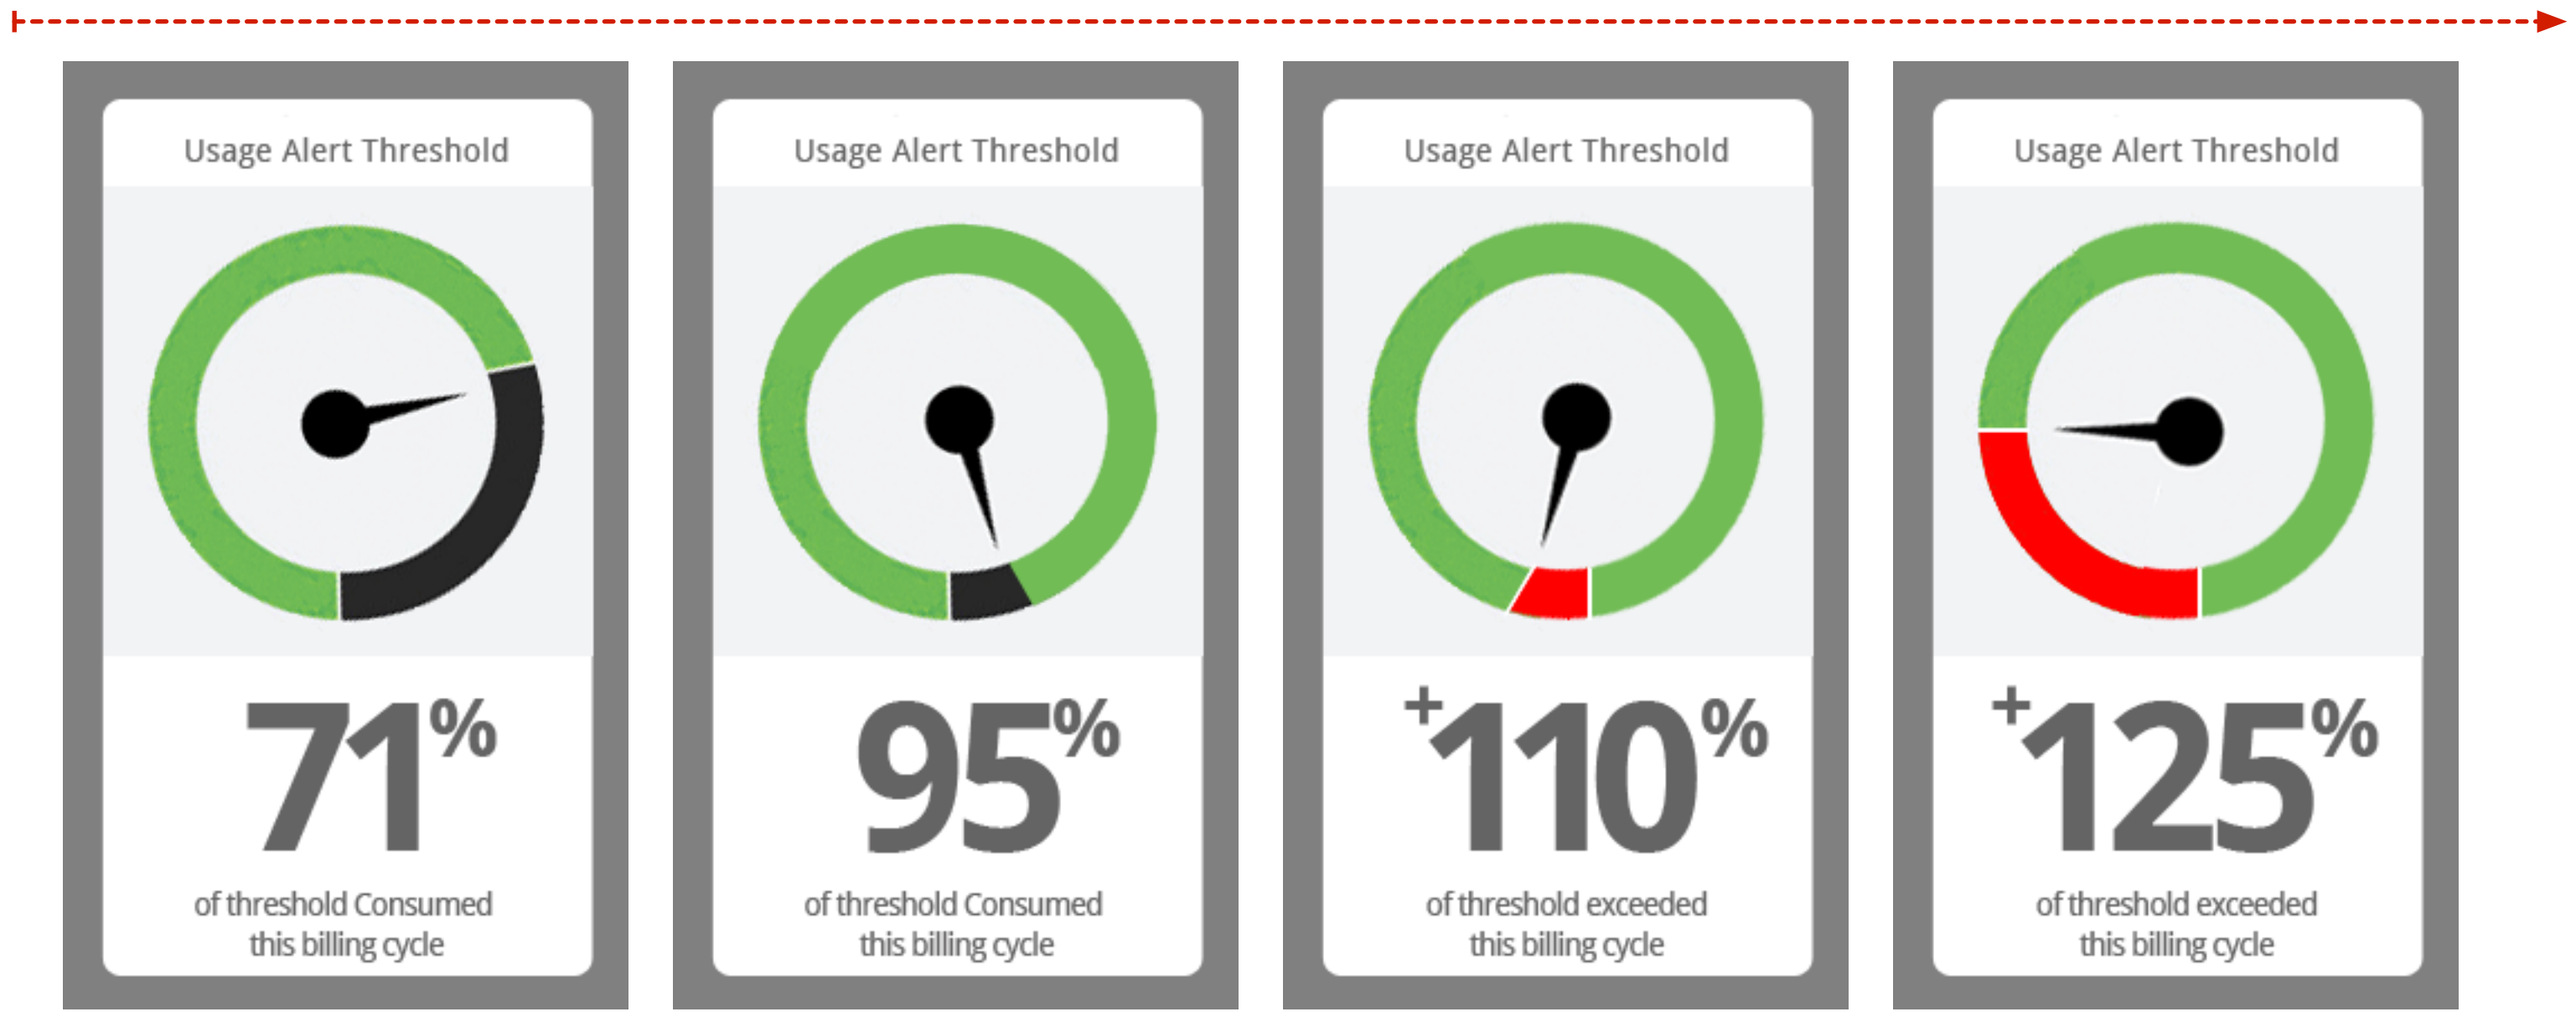 Usage Alert Threshold
71%
of threshold Consumed
this billing cycle
Usage Alert Threshold
95%
of threshold Consumed
this billing cycle
Usage Alert Threshold
+110%
of threshold exceeded
this billing cycle
Usage Alert Threshold
+125%
of threshold exceeded
this billing cycle